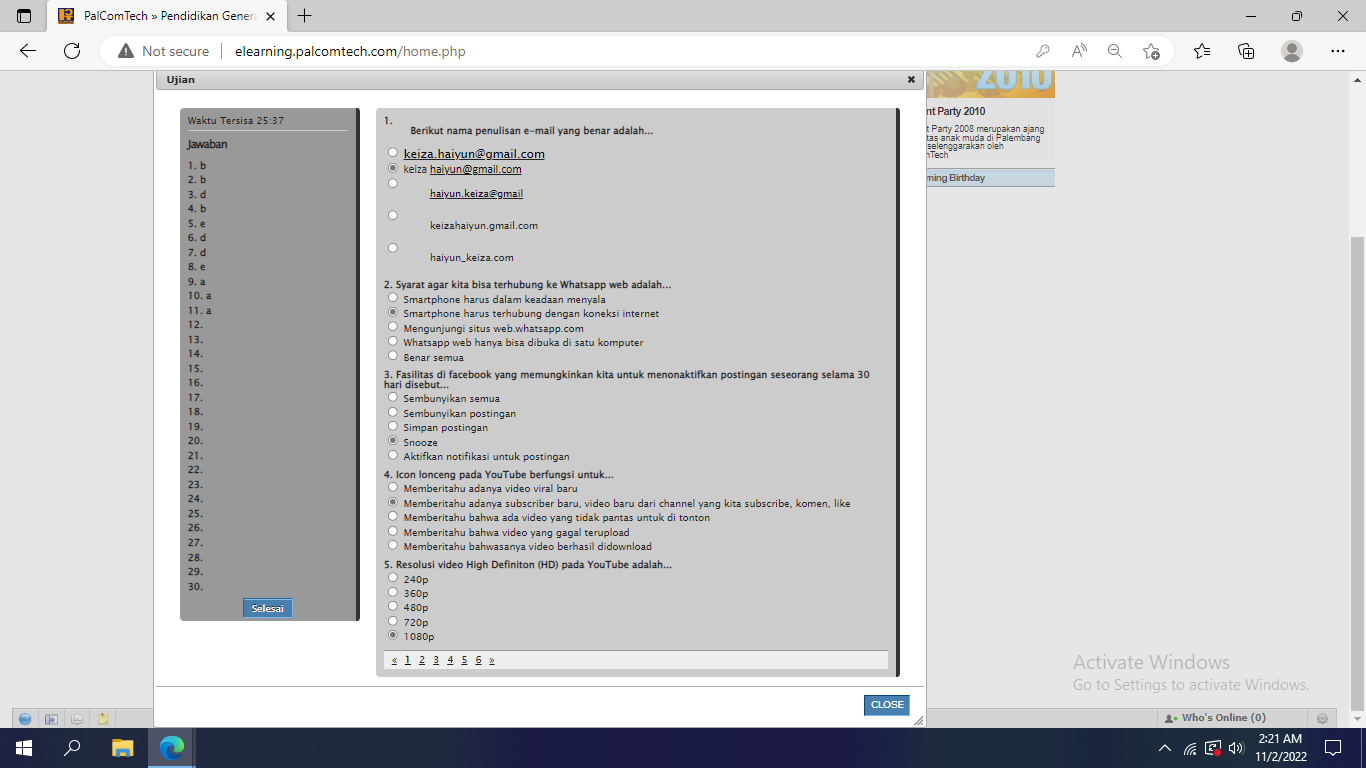 PalComTech » Pendidikan Genera
Not secure
elearning.palcomtech.com/home.php
Ujian
2010
nt Party 2010
t Party 2008 merupakan ajang
tas anak muda di Palembang
selenggarakan oleh
nTech
ming Birthday
Waktu Tersisa 25:37
Jawaban
1. b
2. b
3. d
4. b
5. e
6. d
7. d
8. e
9. a
10. a
11. a
12.
13.
14.
15.
16.
17.
18.
19.
20.
21.
22.
23.
24.
25.
26.
27.
28.
29.
30.
Selesai
1.
Berikut nama penulisan e-mail yang benar adalah...
keiza.haiyun@gmail.com
keiza haiyun@gmail.com
haiyun.keiza@gmail
keizahaiyun.gmail.com
haiyun_keiza.com
2. Syarat agar kita bisa terhubung ke Whatsapp web adalah...
Smartphone harus dalam keadaan menyala
Smartphone harus terhubung dengan koneksi internet
Mengunjungi situs web.whatsapp.com
Whatsapp web hanya bisa dibuka di satu komputer
Benar semua
3. Fasilitas di facebook yang memungkinkan kita untuk menonaktifkan postingan seseorang selama 30
hari disebut...
Sembunyikan semua
Sembunyikan postingan
Simpan postingan
Snooze
Aktifkan notifikasi untuk postingan
4. Icon lonceng pada YouTube berfungsi untuk...
Memberitahu adanya video viral baru
Memberitahu adanya subscriber baru, video baru dari channel yang kita subscribe, komen, like
Memberitahu bahwa ada video yang tidak pantas untuk di tonton
Memberitahu bahwa video yang gagal terupload
Memberitahu bahwasanya video berhasil didownload
5. Resolusi video High Definiton (HD) pada YouTube adalah...
240p
360p
480p
720p
1080p
« 1 2 3 4 5 6 »
CLOSE
Activate Windows
Go to Settings to activate Windows.
Who's Online (0)
2:21 AM
11/2/2022